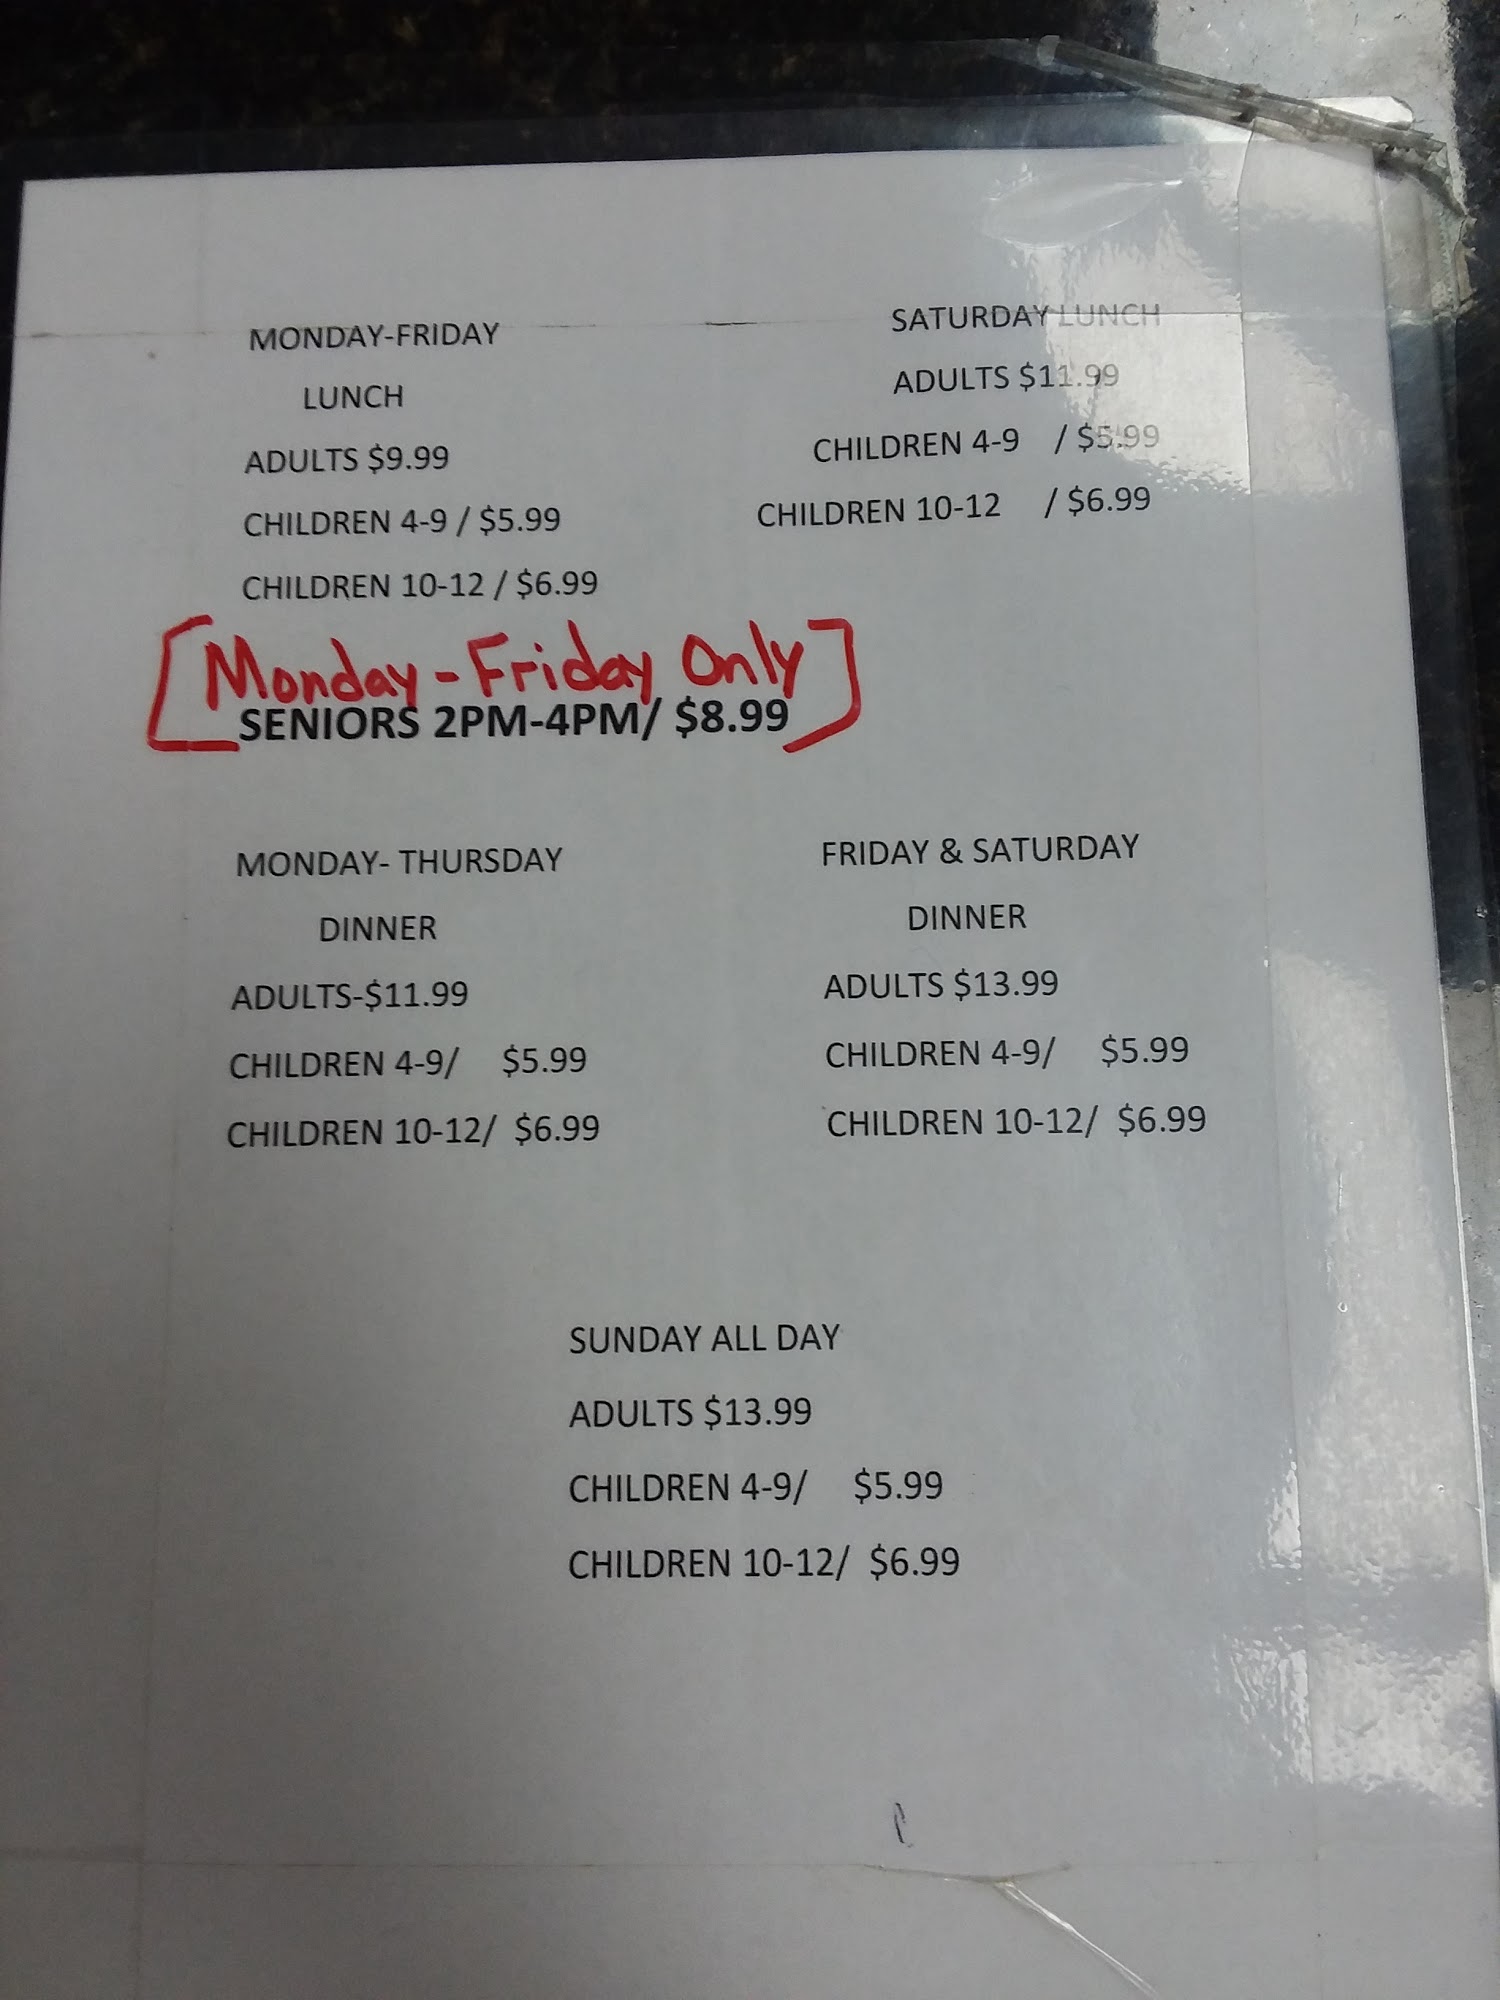 MONDAY-FRIDAY
LUNCH
ADULTS $9.99
CHILDREN 4-9 / $5.99
CHILDREN 10-12 / $6.99
SATURDAY LUNCH
ADULTS $11.99
CHILDREN 4-9 / $5.99
CHILDREN 10-12 / $6.99
[Monday-Friday Only]
SENIORS 2PM-4PM/ $8.99
MONDAY- THURSDAY
DINNER
ADULTS-$11.99
CHILDREN 4-9/ $5.99
CHILDREN 10-12/ $6.99
FRIDAY & SATURDAY
DINNER
ADULTS $13.99
CHILDREN 4-9/ $5.99
CHILDREN 10-12/ $6.99
SUNDAY ALL DAY
ADULTS $13.99
CHILDREN 4-9/ $5.99
CHILDREN 10-12/ $6.99